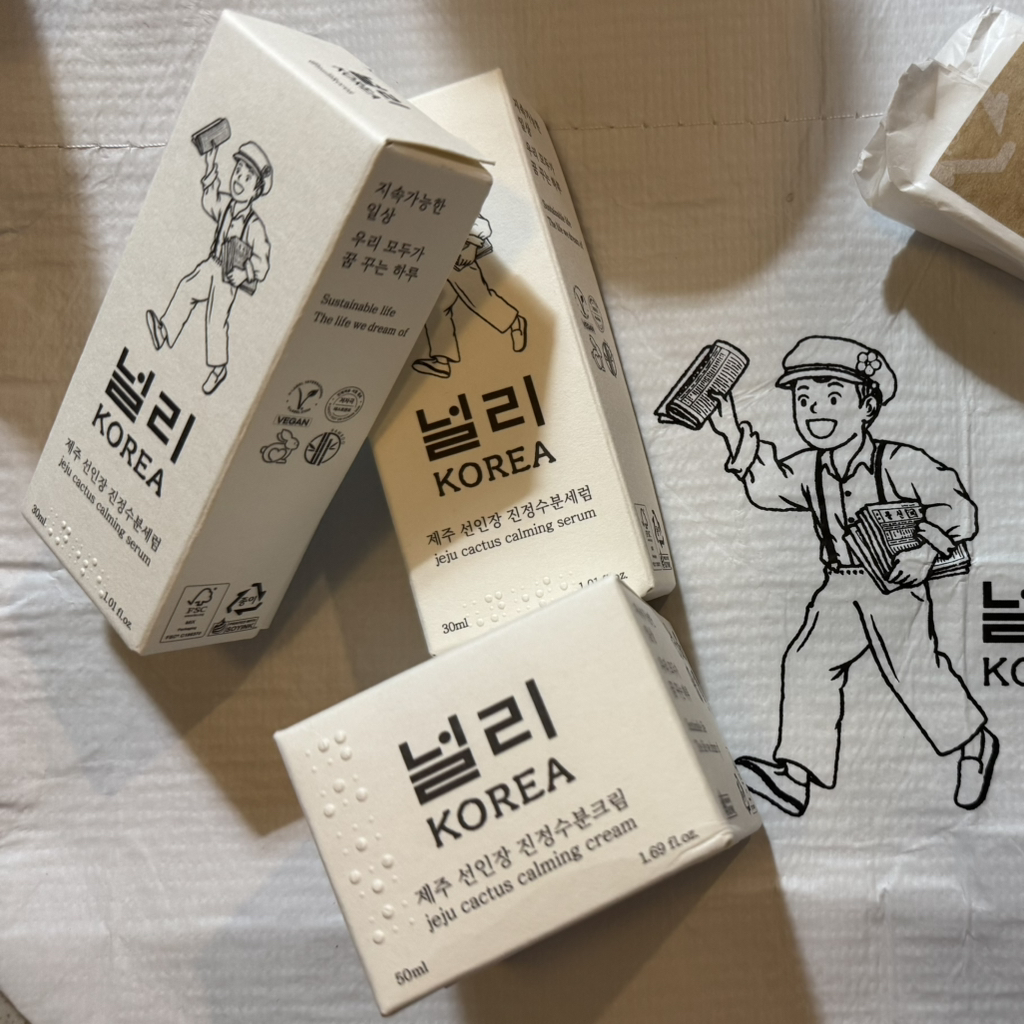 널리
KOREA
제주 선인장 진정수분세럼
jeju cactus calming serum
30ml
1.01 fl.oz.
지속가능한
일상
우리 모두가
꿈 꾸는 하루
Sustainable life
The life we dream of
VEGAN
FSC
널리
KOREA
제주 선인장 진정수분세럼
jeju cactus calming serum
30ml
1.01 fl.oz.
Sustainable life
VEGAN
널리
KOREA
제주 선인장 진정수분크림
jeju cactus calming cream
50ml
1.69 fl.oz.